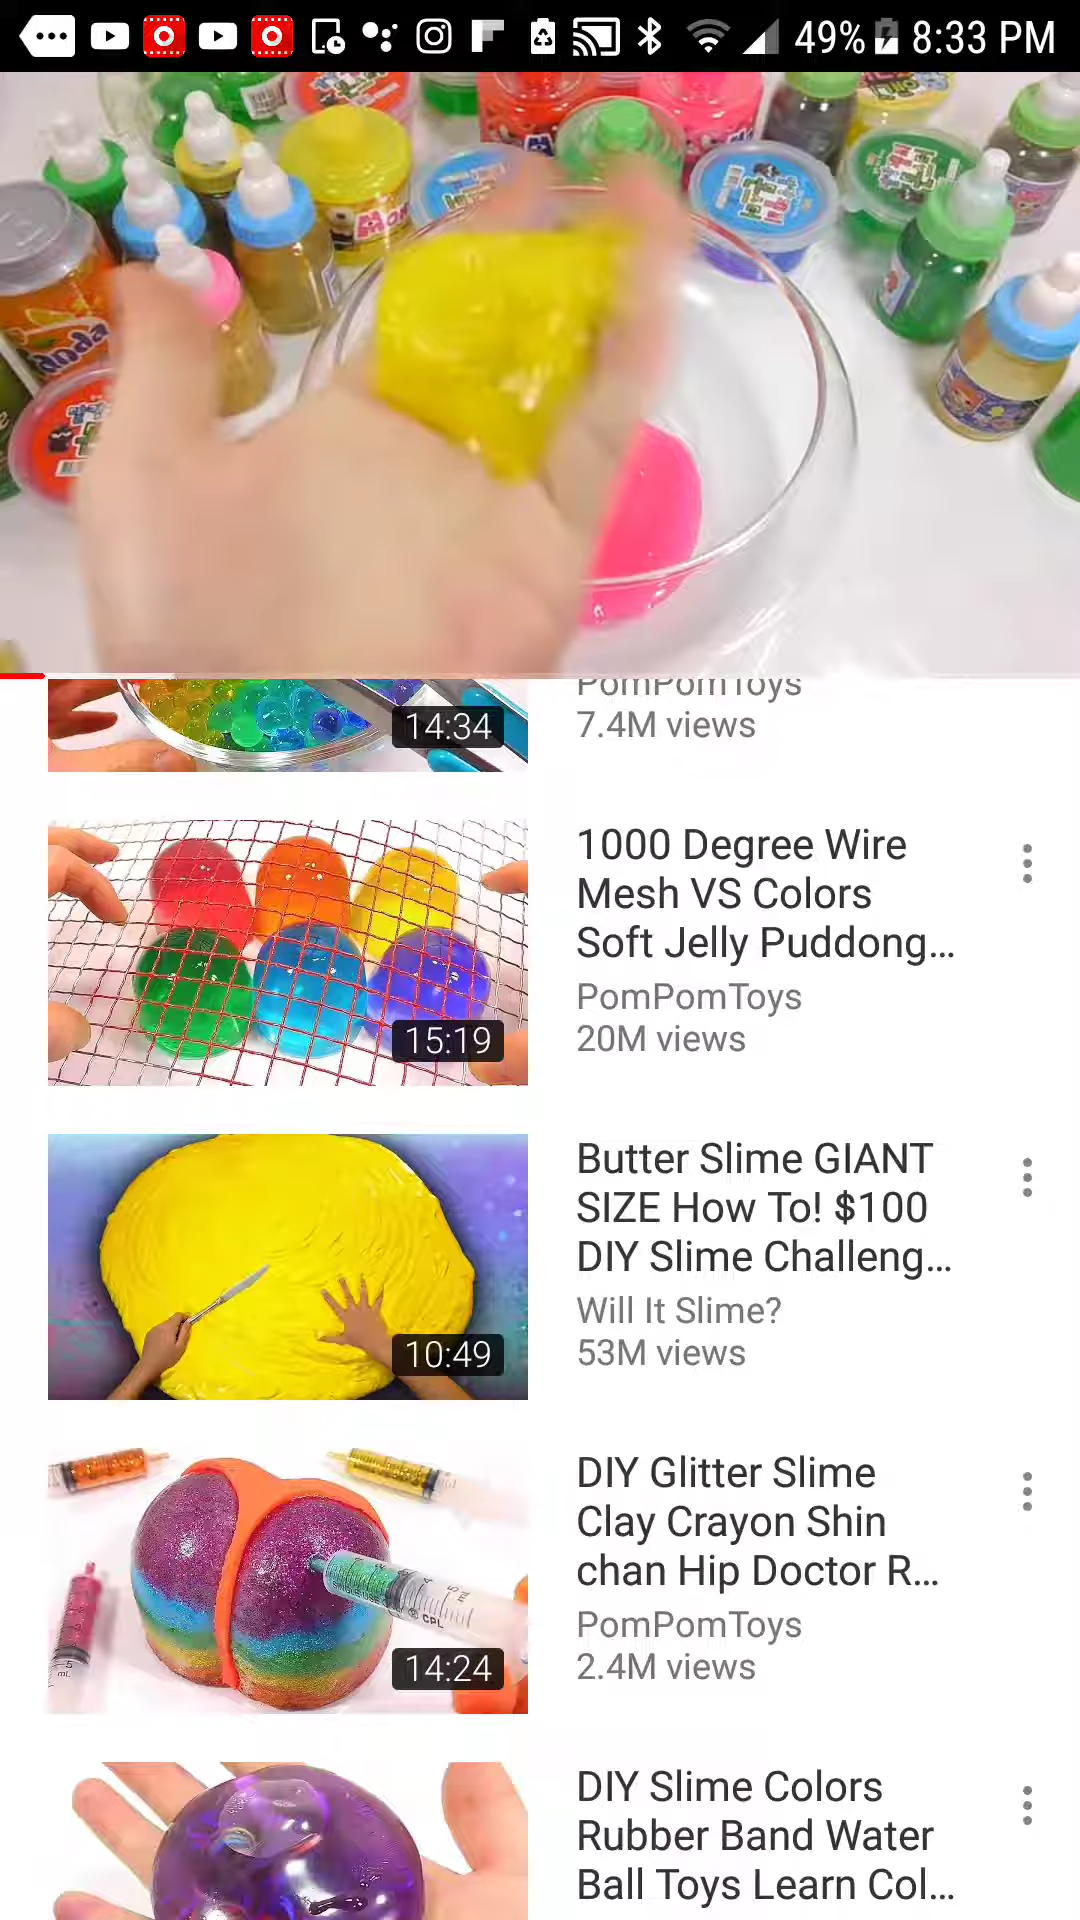 49% 8:33 PM
PomPomToys
7.4M views
14:34
1000 Degree Wire
Mesh VS Colors
Soft Jelly Puddong...
PomPomToys
20M views
15:19
Butter Slime GIANT
SIZE How To! $100
DIY Slime Challeng...
Will It Slime?
53M views
10:49
DIY Glitter Slime
Clay Crayon Shin
chan Hip Doctor R...
PomPomToys
2.4M views
14:24
DIY Slime Colors
Rubber Band Water
Ball Toys Learn Col...